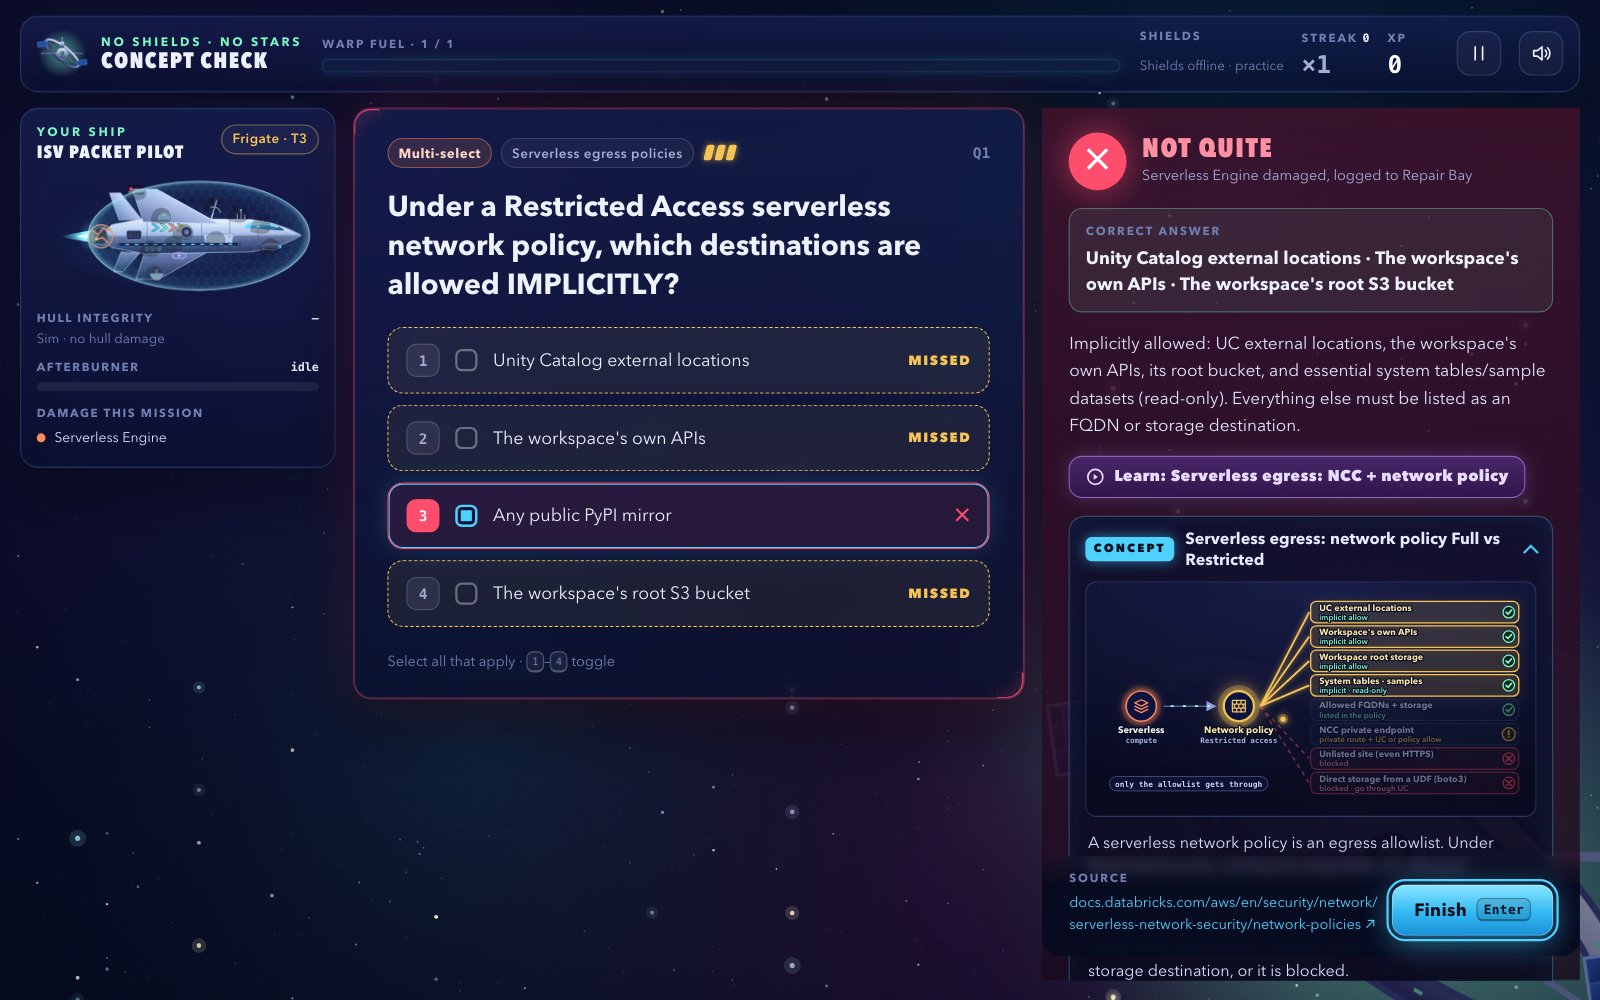 NO SHIELDS · NO STARS
CONCEPT CHECK
WARP FUEL · 1 / 1
SHIELDS
Shields offline · practice
STREAK 0
×1
XP
0
YOUR SHIP
ISV PACKET PILOT
Frigate · T3
HULL INTEGRITY –
Sim · no hull damage
AFTERBURNER idle
DAMAGE THIS MISSION
Serverless Engine
Multi-select
Serverless egress policies
Q1
Under a Restricted Access serverless
network policy, which destinations are
allowed IMPLICITLY?
1 Unity Catalog external locations MISSED
2 The workspace's own APIs MISSED
3 Any public PyPI mirror
4 The workspace's root S3 bucket MISSED
Select all that apply · 1-4 toggle
NOT QUITE
Serverless Engine damaged, logged to Repair Bay
CORRECT ANSWER
Unity Catalog external locations · The workspace's
own APIs · The workspace's root S3 bucket
Implicitly allowed: UC external locations, the workspace's
own APIs, its root bucket, and essential system tables/sample
datasets (read-only). Everything else must be listed as an
FQDN or storage destination.
Learn: Serverless egress: NCC + network policy
CONCEPT
Serverless egress: network policy Full vs
Restricted
UC external locations
implicit allow
Workspace's own APIs
implicit allow
Workspace root storage
implicit allow
System tables · samples
implicit · read-only
Allowed FQDNs + storage
listed in the policy
NCC private endpoint
private route + UC or policy allow
Unlisted site (even HTTPS)
blocked
Direct storage from a UDF (boto3)
blocked · go through UC
Serverless
compute
Network policy
Restricted access
only the allowlist gets through
A serverless network policy is an egress allowlist. Under
SOURCE
docs.databricks.com/aws/en/security/network/
serverless-network-security/network-policies ↗
Finish Enter
storage destination, or it is blocked.